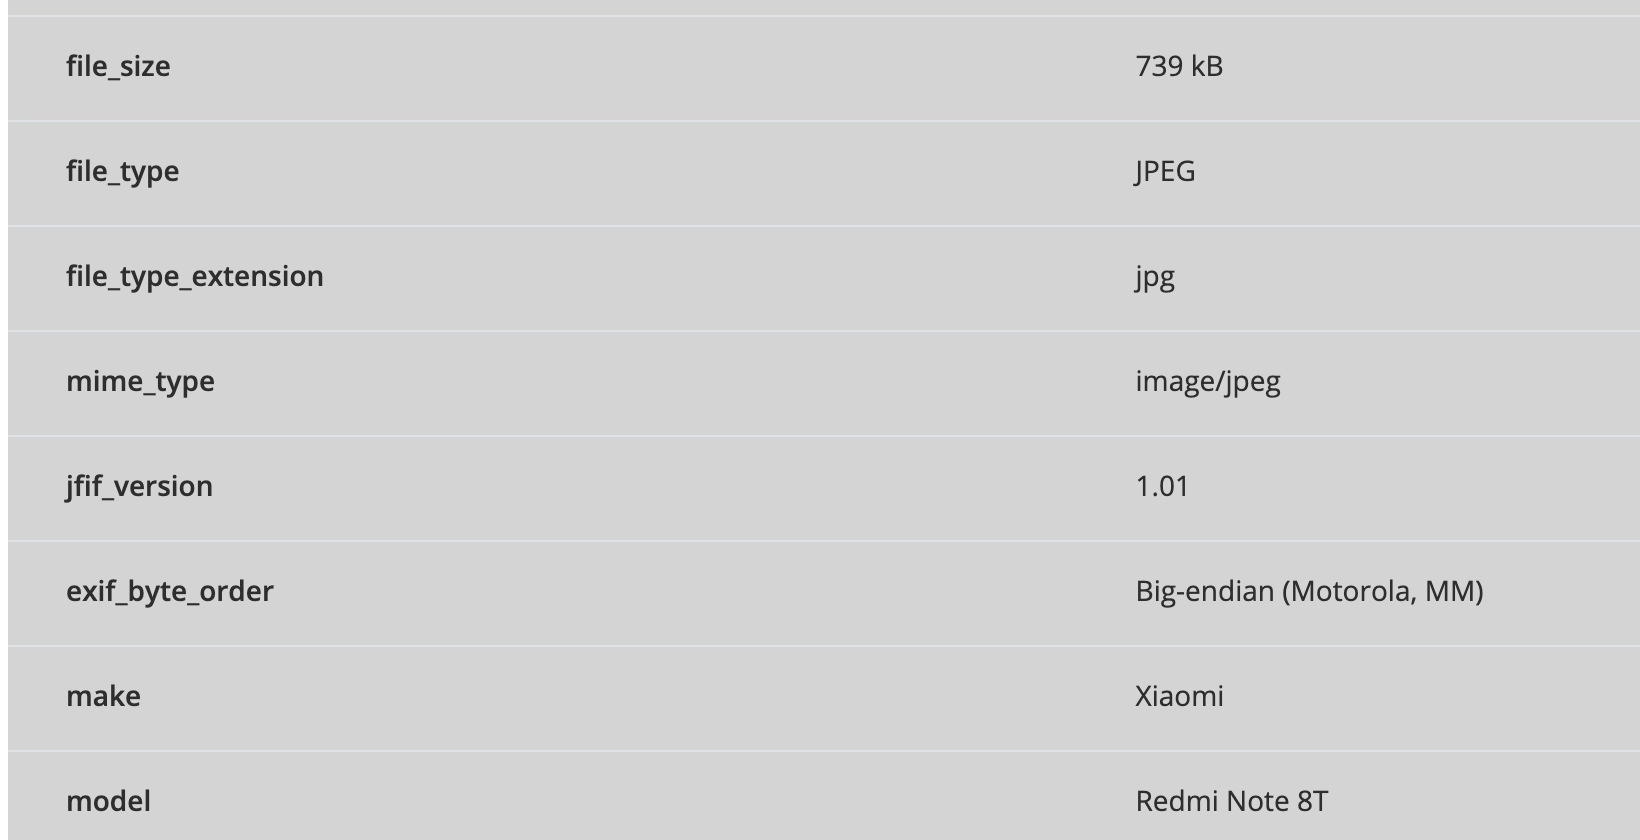 file_size 739 kB
file_type JPEG
file_type_extension jpg
mime_type image/jpeg
jfif_version 1.01
exif_byte_order Big-endian (Motorola, MM)
make Xiaomi
model Redmi Note 8T